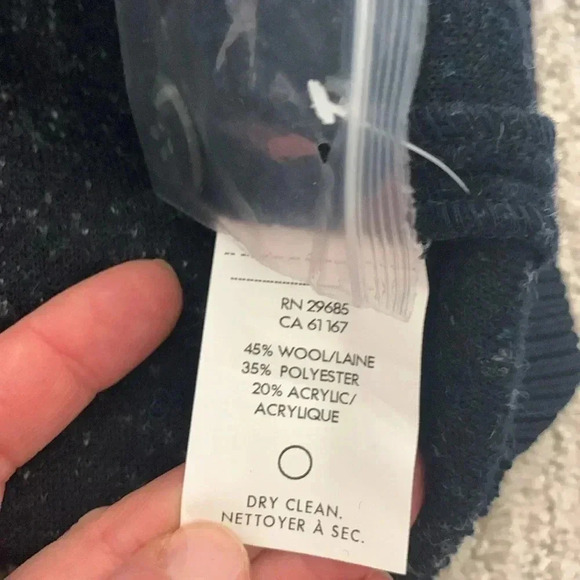 RN 29685
CA 61167
45% WOOL/LAINE
35% POLYESTER
20% ACRYLIC/
ACRYLIQUE
DRY CLEAN.
NETTOYER À SEC.